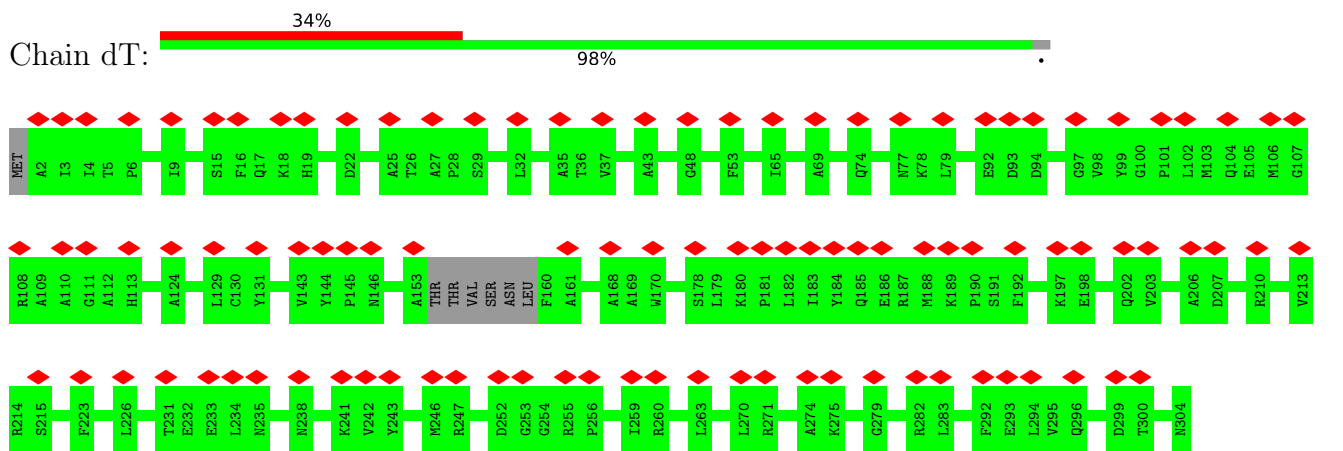 34%
Chain dT:
98%
.
MET A2 I3 I4 T5 P6 I9 S15 F16 Q17 K18 H19 D22 A25 T26 A27 P28 S29 L32 A35 T36 V37 A43 G48 F53 I65 A69 Q74 N77 K78 L79 E92 D93 D94 G97 V98 Y99 G100 P101 L102 M103 Q104 E105 M106 G107
R108 A109 A110 G111 A112 H113 A124 L129 C130 Y131 V143 Y144 P145 N146 A153 THR THR VAL SER ASN LEU F160 A161 A168 A169 W170 S178 L179 K180 P181 L182 I183 Y184 Q185 E186 R187 M188 K189 P190 S191 F192 K197 E198 Q202 V203 A206 D207 R210 V213
R214 S215 F223 L226 T231 E232 E233 L234 N235 N238 K241 V242 Y243 M246 R247 D252 G253 G254 R255 P256 I259 R260 L263 L270 R271 A274 K275 G279 R282 L283 F292 E293 L294 V295 Q296 D299 T300 N304